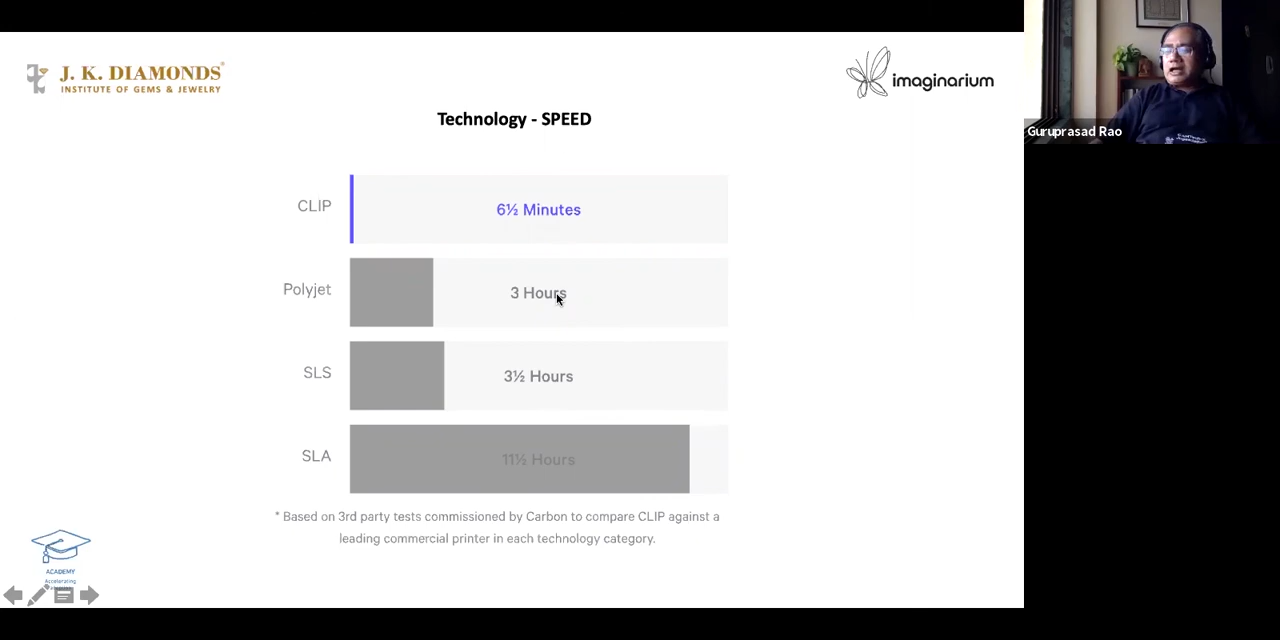 J. K. DIAMONDS®
INSTITUTE OF GEMS & JEWELRY
imaginarium
Guruprasad Rao
Technology - SPEED
CLIP
6½ Minutes
Polyjet
3 Hours
SLS
3½ Hours
SLA
11½ Hours
* Based on 3rd party tests commissioned by Carbon to compare CLIP against a
leading commercial printer in each technology category.
ACADEMY
Accelerating